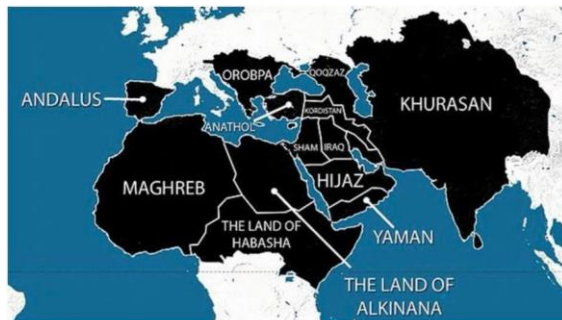 OROBPA
QOQZAZ
ANDALUS
KORDISTAN
KHURASAN
ANATHOL
SHAM
IRAQ
MAGHREB
HIJAZ
THE LAND OF
HABASHA
YAMAN
THE LAND OF
ALKINANA